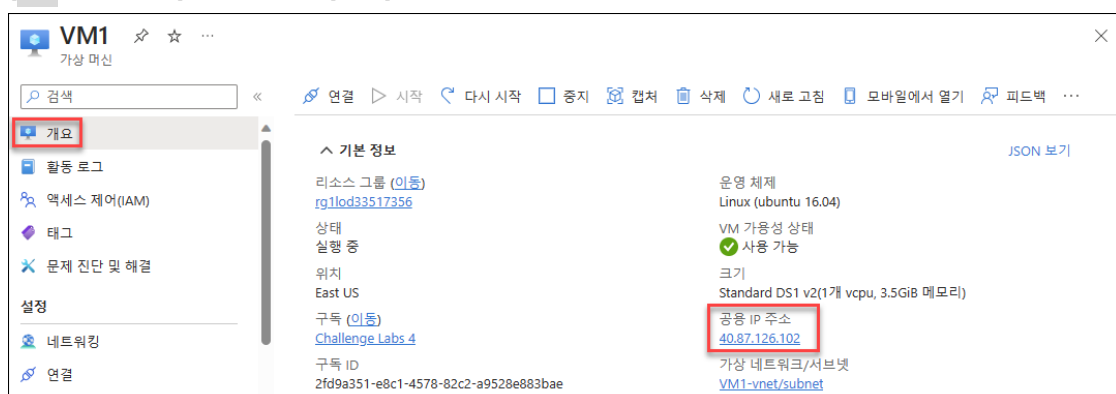 VM1
가상 머신
검색
연결 시작 다시 시작 중지 캡처 삭제 새로 고침 모바일에서 열기 피드백
개요
활동 로그
액세스 제어(IAM)
태그
문제 진단 및 해결
설정
네트워킹
연결
기본 정보 JSON 보기
리소스 그룹 (이동)
rg1lod33517356
상태
실행 중
위치
East US
구독 (이동)
Challenge Labs 4
구독 ID
2fd9a351-e8c1-4578-82c2-a9528e883bae
운영 체제
Linux (ubuntu 16.04)
VM 가용성 상태
사용 가능
크기
Standard DS1 v2(1개 vcpu, 3.5GiB 메모리)
공용 IP 주소
40.87.126.102
가상 네트워크/서브넷
VM1-vnet/subnet